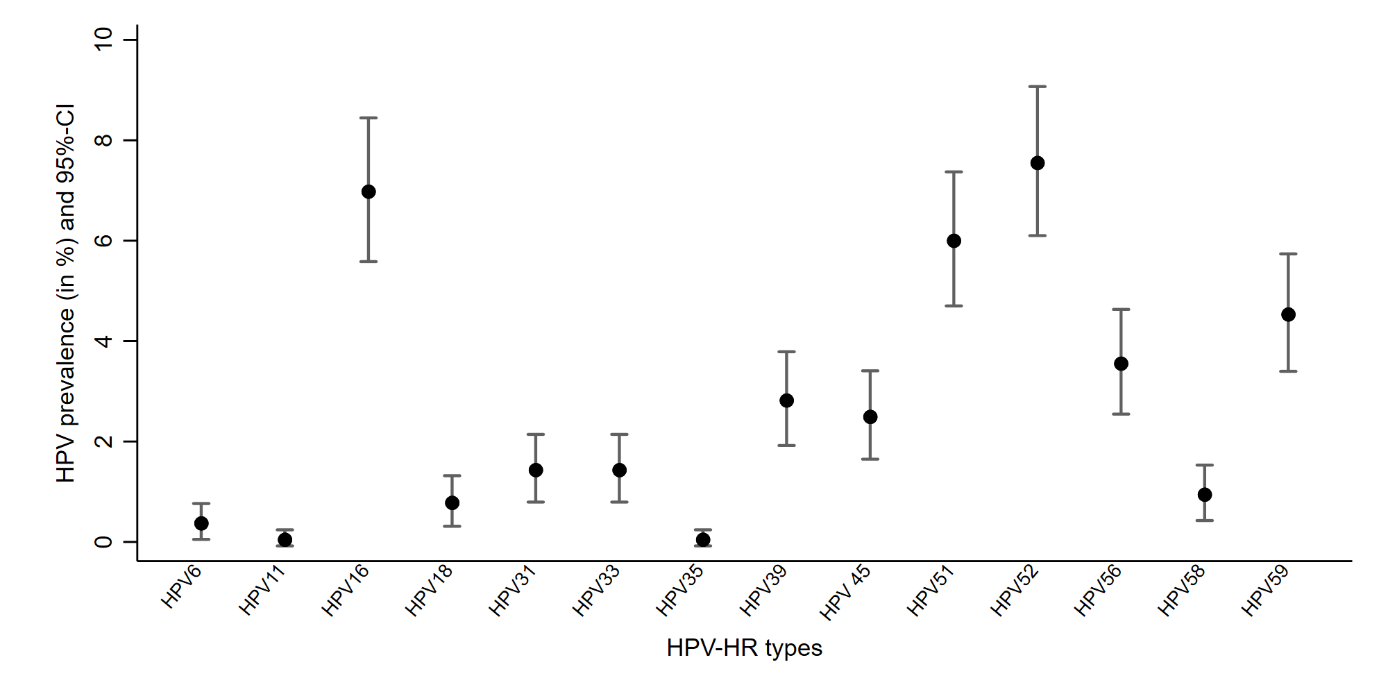 HPV prevalence (in %) and 95%-CI
10
8
6
4
2
0
HPV6
HPV11
HPV16
HPV18
HPV31
HPV33
HPV35
HPV39
HPV 45
HPV51
HPV52
HPV56
HPV58
HPV59
HPV-HR types